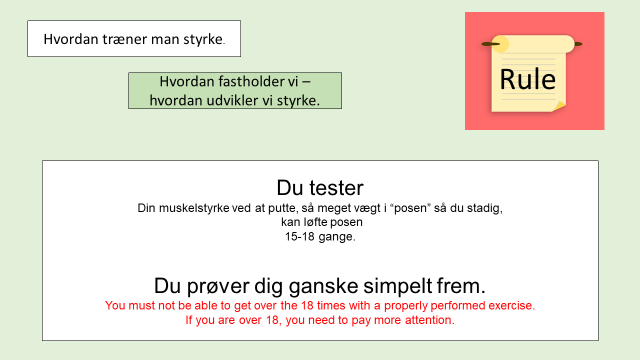 Hvordan træner man styrke.
Rule
Hvordan fastholder vi –
hvordan udvikler vi styrke.
Du tester
Din muskelstyrke ved at putte, så meget vægt i “posen” så du stadig,
kan løfte posen
15-18 gange.
Du prøver dig ganske simpelt frem.
You must not be able to get over the 18 times with a properly performed exercise.
If you are over 18, you need to pay more attention.